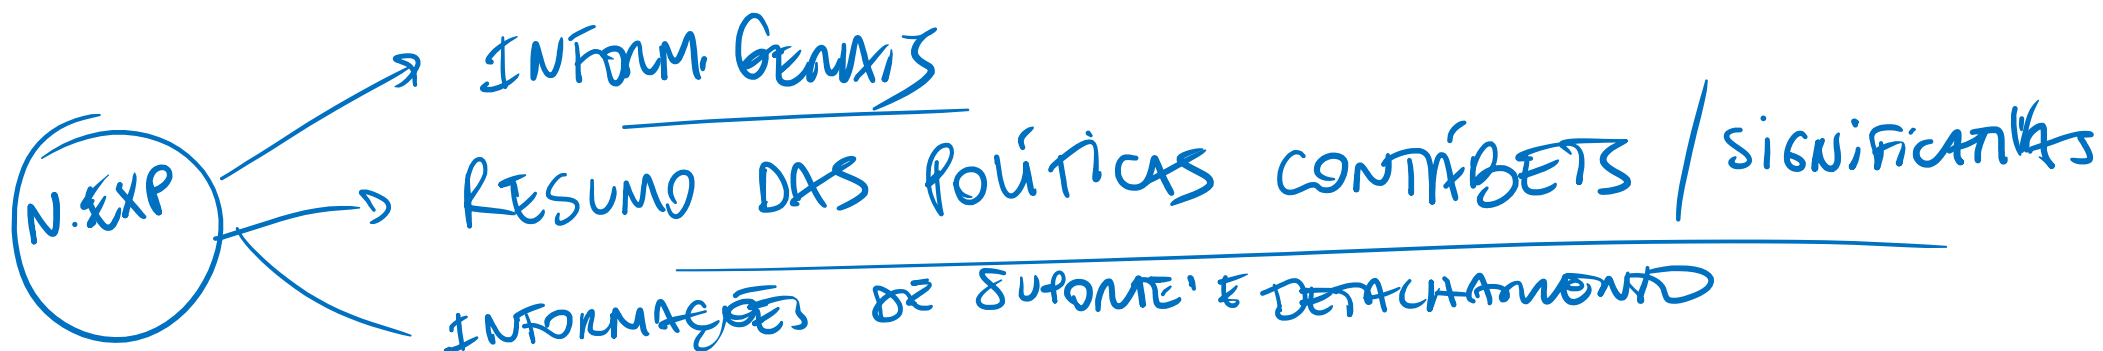 INFORM. GERAIS
N.EXP
RESUMO DAS POLÍTICAS CONTÁBEIS / SIGNIFICATIVAS
INFORMAÇÕES DE SUPORTE E DETALHAMENTO